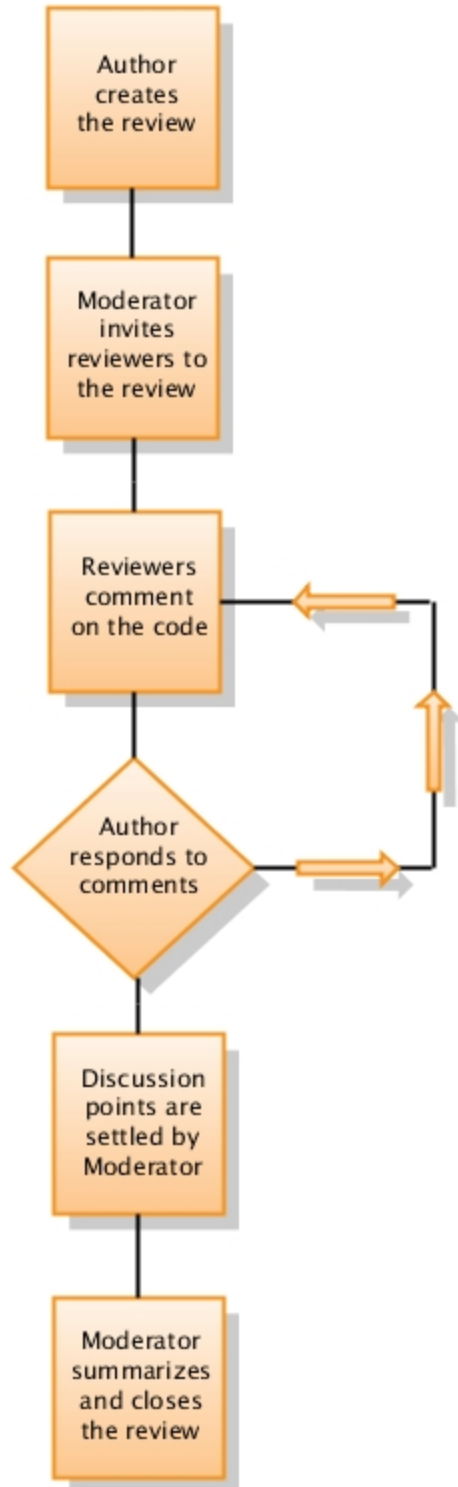 Author
creates
the review
Moderator
invites
reviewers to
the review
Reviewers
comment
on the code
Author
responds to
comments
Discussion
points are
settled by
Moderator
Moderator
summarizes
and closes
the review